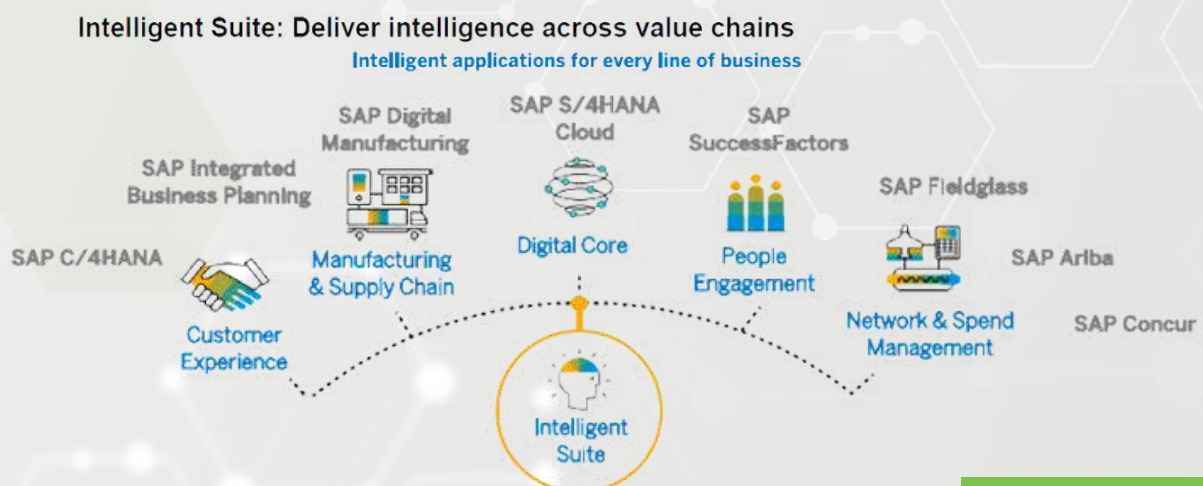 Intelligent Suite: Deliver intelligence across value chains
Intelligent applications for every line of business
SAP C/4HANA
Customer
Experience
SAP Integrated
Business Planning
SAP Digital
Manufacturing
Manufacturing
& Supply Chain
SAP S/4HANA
Cloud
Digital Core
SAP
SuccessFactors
People
Engagement
SAP Fieldglass
SAP Ariba
SAP Concur
Network & Spend
Management
Intelligent
Suite